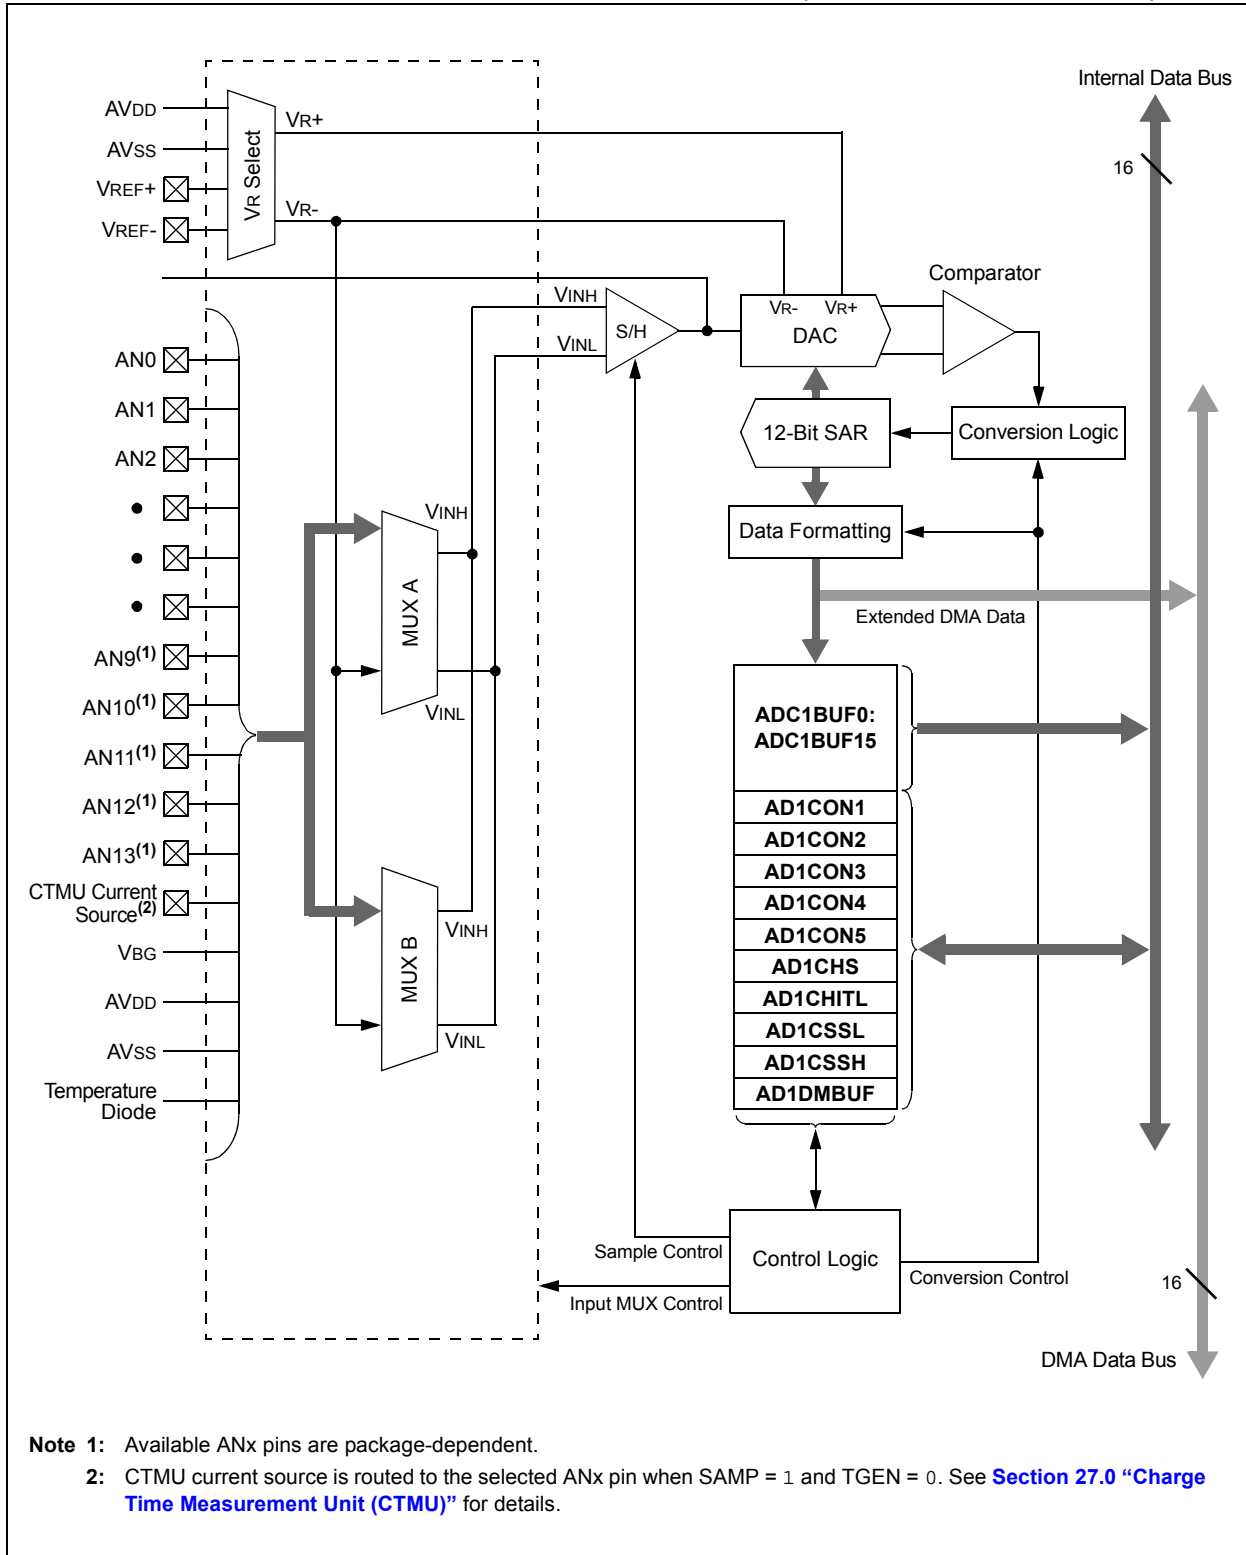 Internal Data Bus
AVDD
AVSS
VREF+
VREF-
VR Select
VR+
VR-
16
Comparator
VINH
VINL
S/H
VR- VR+
DAC
AN0
AN1
AN2
12-Bit SAR
Conversion Logic
Data Formatting
Extended DMA Data
VINH
MUX A
VINL
AN9(1)
AN10(1)
AN11(1)
AN12(1)
AN13(1)
CTMU Current
Source(2)
VBG
AVDD
AVSS
Temperature
Diode
MUX B
VINH
VINL
ADC1BUF0:
ADC1BUF15
AD1CON1
AD1CON2
AD1CON3
AD1CON4
AD1CON5
AD1CHS
AD1CHITL
AD1CSSL
AD1CSSH
AD1DMBUF
Sample Control
Control Logic
Conversion Control
Input MUX Control
16
DMA Data Bus
Note 1: Available ANx pins are package-dependent.
2: CTMU current source is routed to the selected ANx pin when SAMP = 1 and TGEN = 0. See Section 27.0 “Charge
Time Measurement Unit (CTMU)” for details.